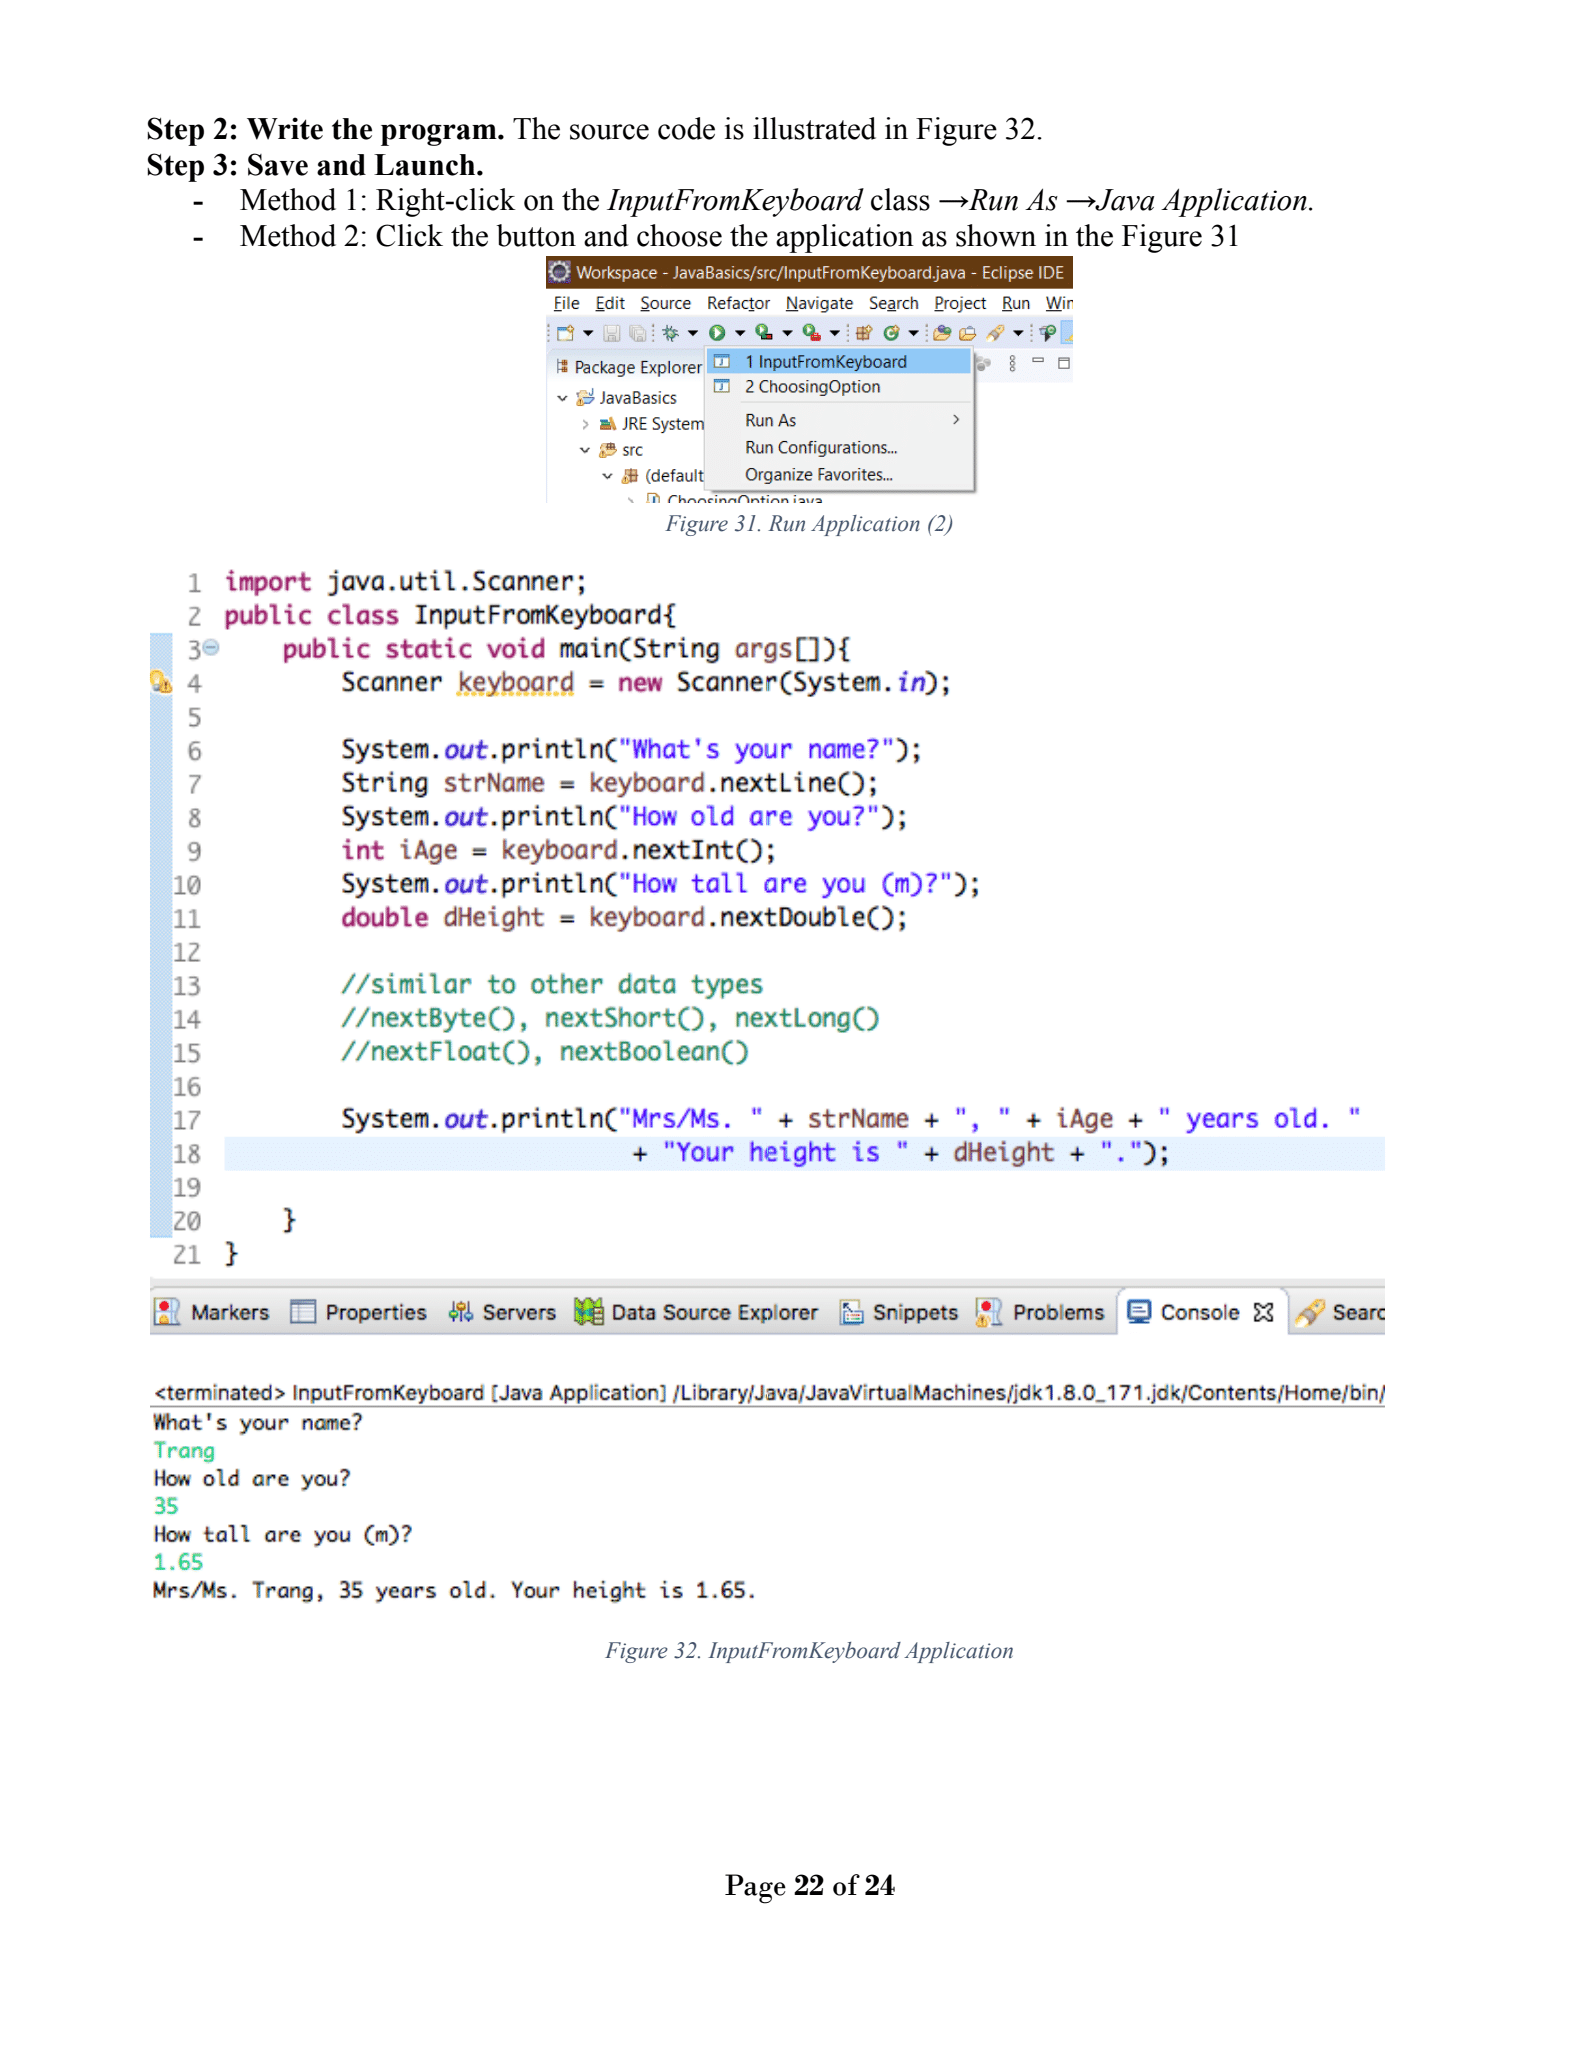 Step 2: Write the program. The source code is illustrated in Figure 32.
Step 3: Save and Launch.
- Method 1: Right-click on the InputFromKeyboard class →Run As →Java Application.
- Method 2: Click the button and choose the application as shown in the Figure 31
Workspace - JavaBasics/src/InputFromKeyboard.java - Eclipse IDE
File Edit Source Refactor Navigate Search Project Run Win
Package Explorer
1 InputFromKeyboard
2 ChoosingOption
JavaBasics
JRE System
Run As
src
Run Configurations...
(default
Organize Favorites...
ChoosingOption.java
Figure 31. Run Application (2)
1 import java.util.Scanner;
2 public class InputFromKeyboard{
3 public static void main(String args[]){
4 Scanner keyboard = new Scanner(System.in);
5
6 System.out.println("What's your name?");
7 String strName = keyboard.nextLine();
8 System.out.println("How old are you?");
9 int iAge = keyboard.nextInt();
10 System.out.println("How tall are you (m)?");
11 double dHeight = keyboard.nextDouble();
12
13 //similar to other data types
14 //nextByte(), nextShort(), nextLong()
15 //nextFloat(), nextBoolean()
16
17 System.out.println("Mrs/Ms. " + strName + ", " + iAge + " years old. "
18 + "Your height is " + dHeight + ".");
19
20 }
21 }
Markers Properties Servers Data Source Explorer Snippets Problems Console Searc
<terminated> InputFromKeyboard [Java Application] /Library/Java/JavaVirtualMachines/jdk1.8.0_171.jdk/Contents/Home/bin/
What's your name?
Trang
How old are you?
35
How tall are you (m)?
1.65
Mrs/Ms. Trang, 35 years old. Your height is 1.65.
Figure 32. InputFromKeyboard Application
Page 22 of 24